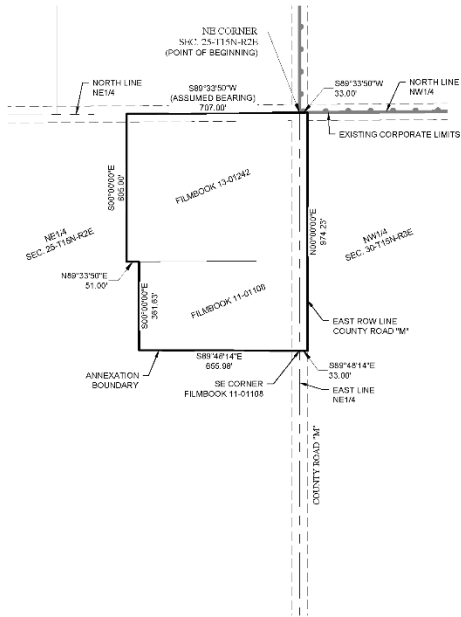 NE CORNER
SEC. 25-T15N-R2E
(POINT OF BEGINNING)
NORTH LINE
NE1/4
S89°33'50"W
(ASSUMED BEARING)
707.00'
S89°33'50"W
33.00'
NORTH LINE
NW1/4
EXISTING CORPORATE LIMITS
S00°00'00"E
605.00'
FILMBOOK 13-01242
N00°00'00"E
974.23'
NE1/4
SEC. 25-T15N-R2E
NW1/4
SEC. 30-T15N-R3E
N89°33'50"E
51.00'
S00°00'00"E
361.63'
FILMBOOK 11-01108
EAST ROW LINE
COUNTY ROAD "M"
S89°48'14"E
655.98'
ANNEXATION
BOUNDARY
SE CORNER
FILMBOOK 11-01108
S89°48'14"E
33.00'
EAST LINE
NE1/4
COUNTY ROAD "M"